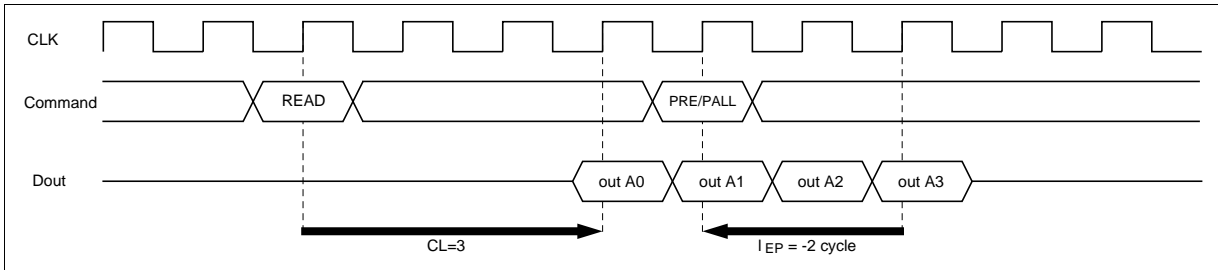 CLK
Command READ PRE/PALL
Dout out A0 out A1 out A2 out A3
CL=3 I EP = -2 cycle